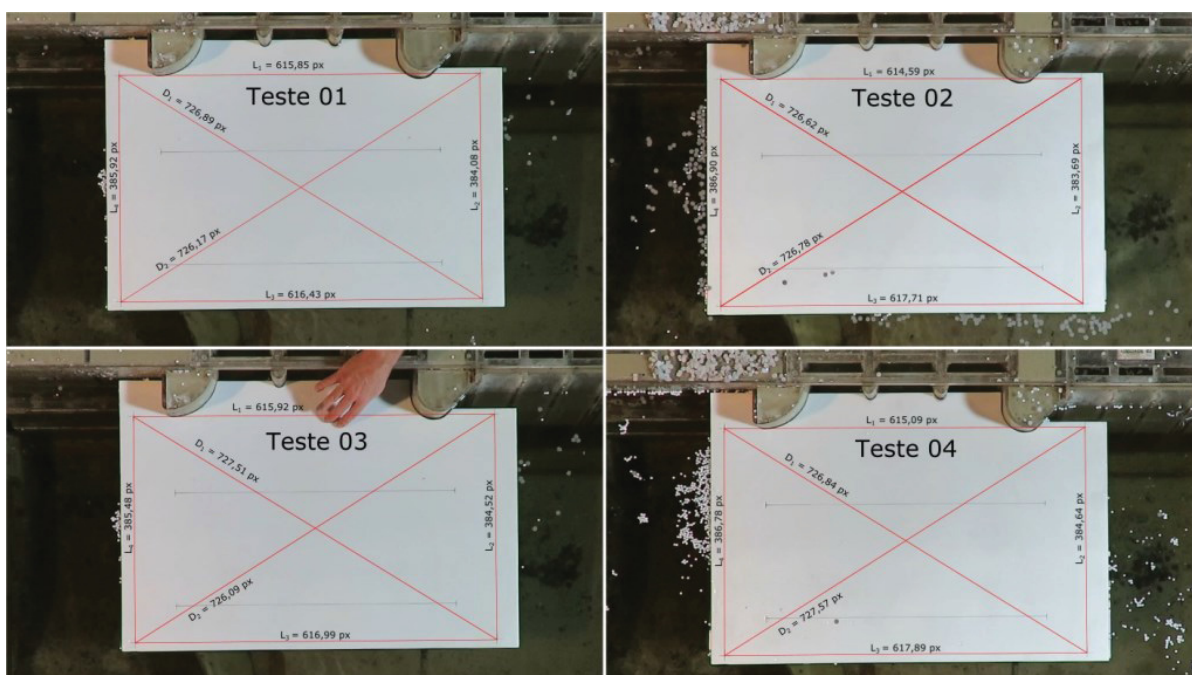 L₁ = 615,85 px
Teste 01
D₁ = 726,89 px
L₄ = 385,92 px
L₂ = 384,08 px
D₂ = 726,17 px
L₃ = 616,43 px
L₁ = 614,59 px
Teste 02
D₁ = 726,62 px
L₄ = 386,90 px
L₂ = 383,69 px
D₂ = 726,78 px
L₃ = 617,71 px
L₁ = 615,92 px
Teste 03
D₁ = 727,51 px
L₄ = 385,48 px
L₂ = 384,52 px
D₂ = 726,09 px
L₃ = 616,99 px
L₁ = 615,09 px
Teste 04
D₁ = 726,84 px
L₄ = 386,78 px
L₂ = 384,64 px
D₂ = 727,57 px
L₃ = 617,89 px